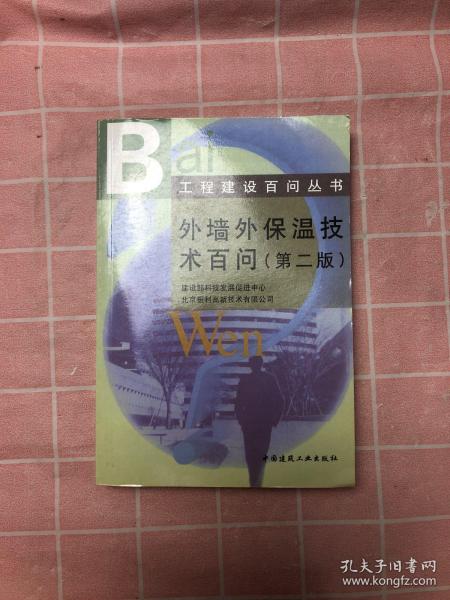 Bai
工程建设百问丛书
外墙外保温技
术百问(第二版)
建设部科技发展促进中心
北京振利高新技术有限公司
Wen
中国建筑工业出版社
孔夫子旧书网
www.kongfz.com